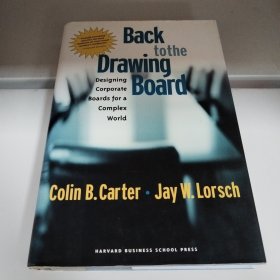 Back
to the
Drawing
Board
Designing
Corporate
Boards for a
Complex
World
Colin B. Carter • Jay W. Lorsch
HARVARD BUSINESS SCHOOL PRESS